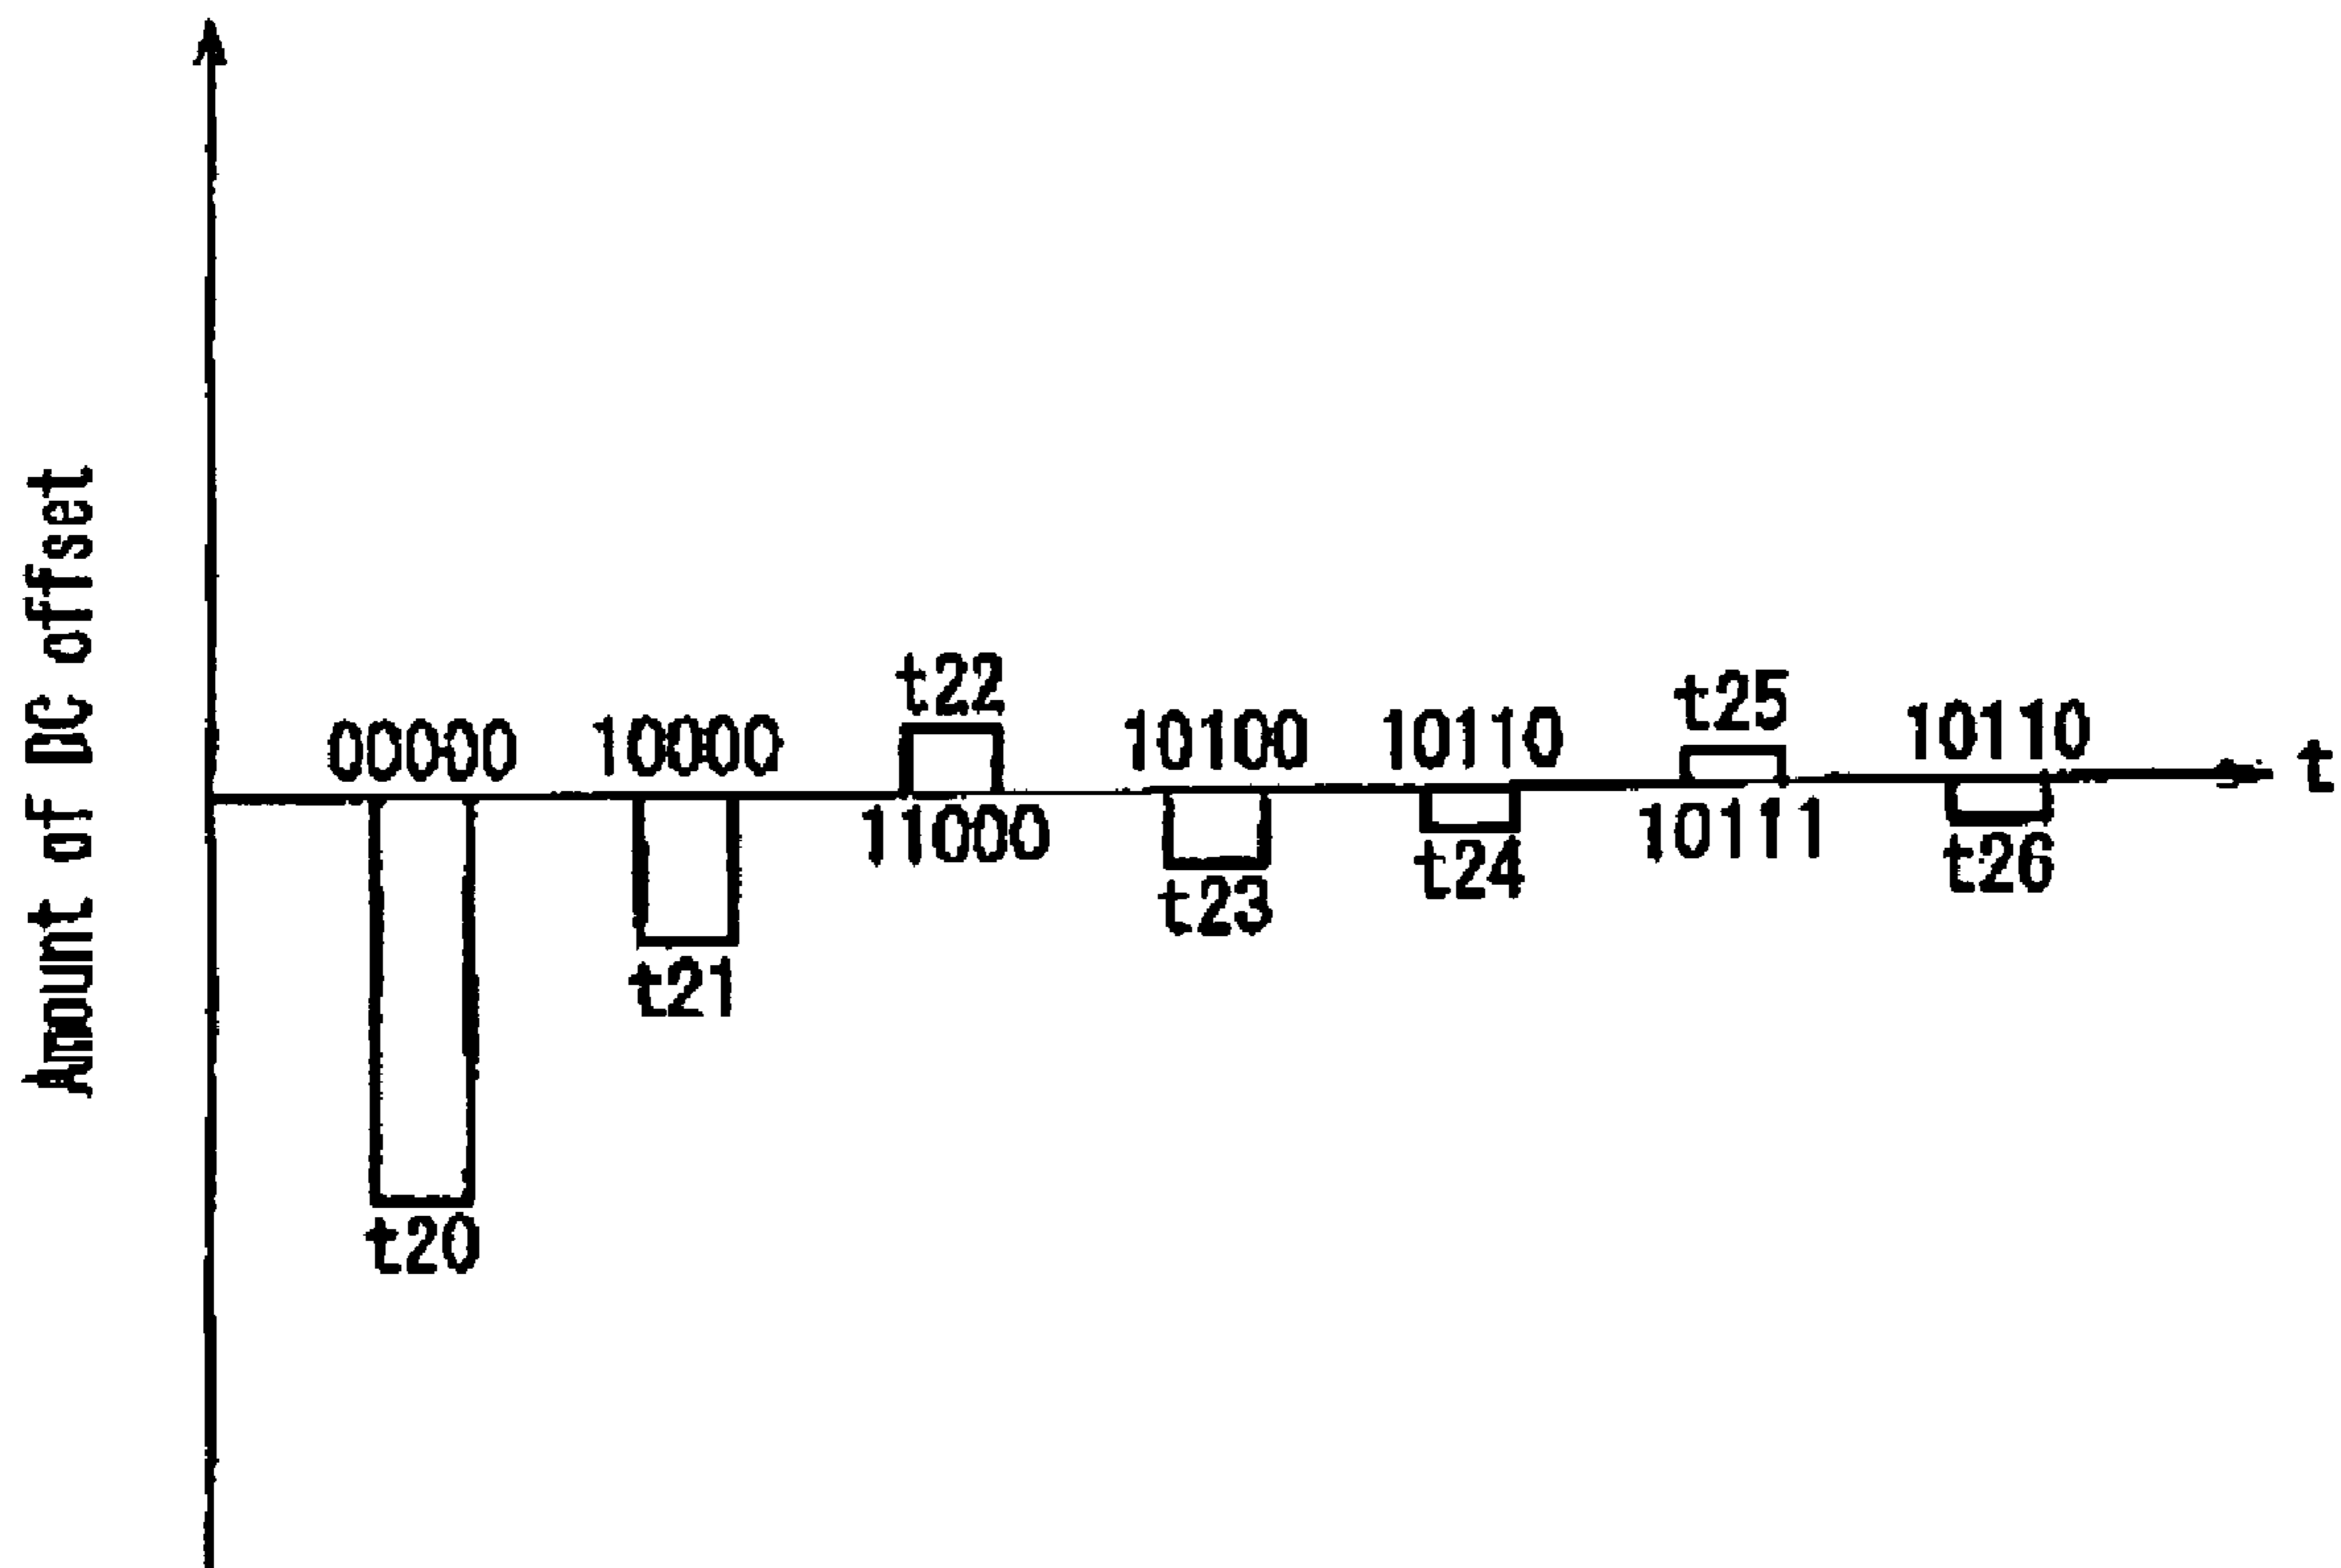 Amount of DC offset
t22
t25
00000
10000
10100
10110
10110
t
11000
10111
t23
t24
t26
t21
t20